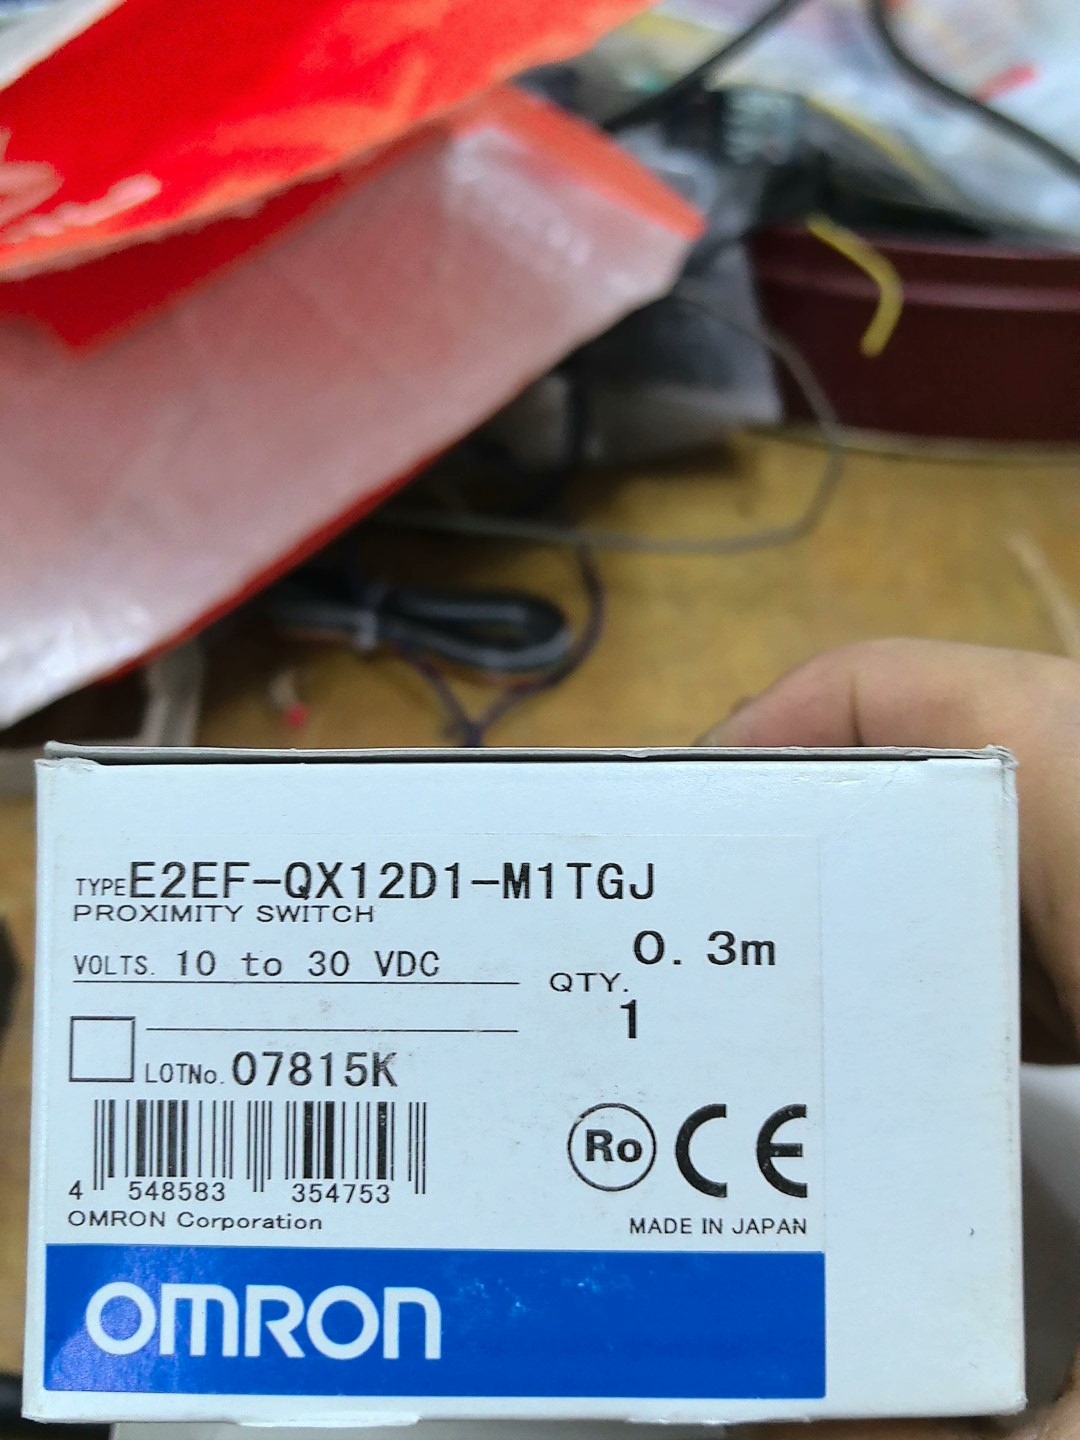 TYPE E2EF-QX12D1-M1TGJ
PROXIMITY SWITCH
VOLTS. 10 to 30 VDC
0. 3m
QTY.
1
LOTNo. 07815K
4 548583 354753
Ro CE
OMRON Corporation
MADE IN JAPAN
OMRON